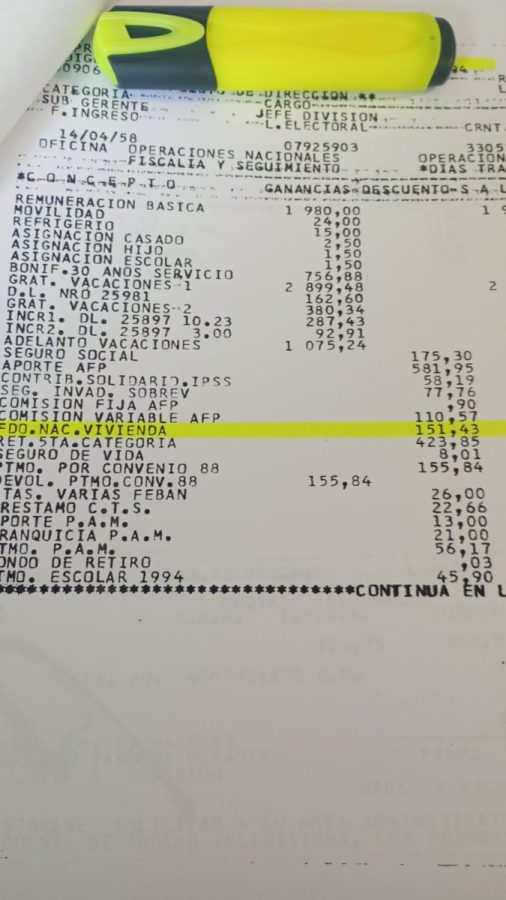 CATEGORIA DE DIRECCION **
SUB GERENTE CARGO
F.INGRESO JEFE DIVISION
L.ELECTORAL CRNT.
14/04/58 07925903 3305
OFICINA OPERACIONES NACIONALES OPERACION
FISCALIA Y SEGUIMIENTO *DIAS TRA
*C O N C E P T O GANANCIAS DESCUENTO S A L
REMUNERACION BASICA 1 980,00 1 9
MOVILIDAD 24,00
REFRIGERIO 15,00
ASIGNACION CASADO 2,50
ASIGNACION HIJO 1,50
ASIGNACION ESCOLAR 1,50
BONIF.30 ANOS SERVICIO 756,88
GRAT. VACACIONES-1 2 899,48 2
D.L. NRO 25981 162,60
GRAT. VACACIONES-2 380,34
INCR1. DL. 25897 10.23 287,43
INCR2. DL. 25897 3.00 92,91
ADELANTO VACACIONES 1 075,24
SEGURO SOCIAL 175,30
APORTE AFP 581,95
CONTRIB.SOLIDARID.IPSS 58,19
SEG. INVAD. SOBREV 77,76
COMISION FIJA AFP ,90
COMISION VARIABLE AFP 110,57
FDO.NAC.VIVIENDA 151,43
RET.5TA.CATEGORIA 423,85
SEGURO DE VIDA 8,01
PTMO. POR CONVENIO 88 155,84
DEVOL. PTMO.CONV.88 155,84
TAS. VARIAS FEBAN 26,00
RESTAMO C.T.S. 22,66
PORTE P.A.M. 13,00
RANQUICIA P.A.M. 21,00
TMO. P.A.M. 56,17
ONDO DE RETIRO ,03
TMO. ESCOLAR 1994 45,90
*******************************CONTINUA EN L